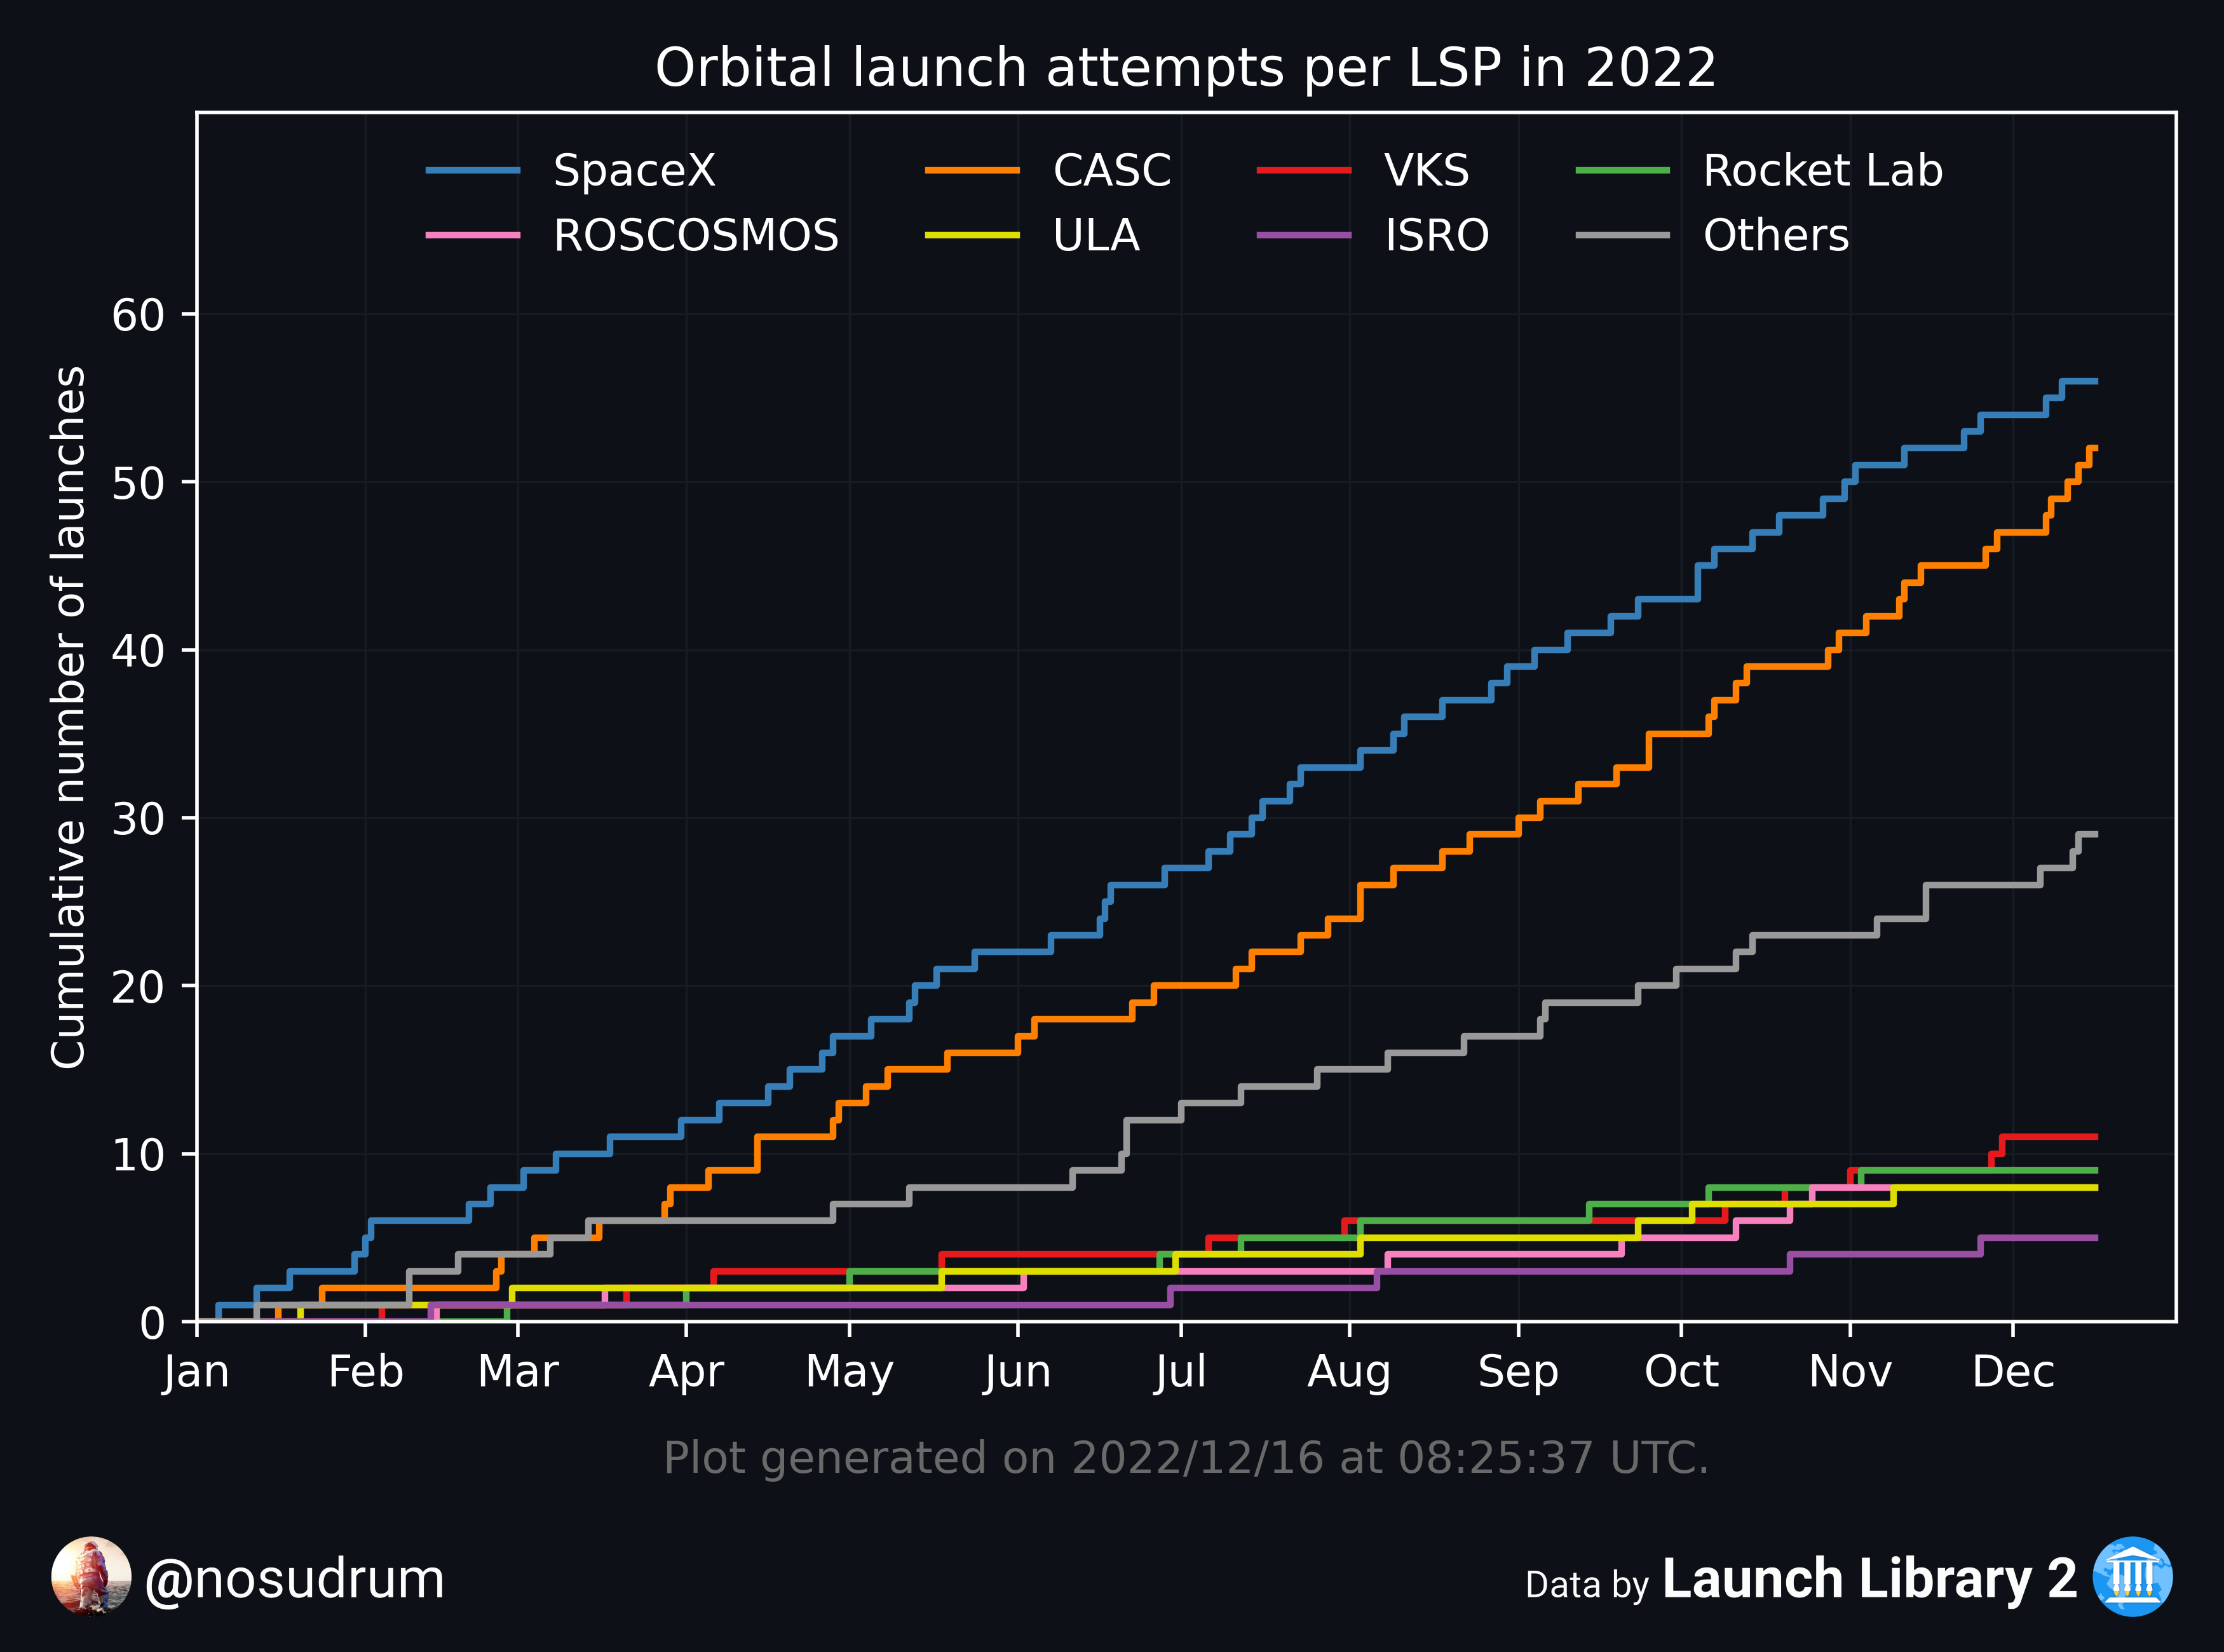 Orbital launch attempts per LSP in 2022
SpaceX CASC VKS Rocket Lab
ROSCOSMOS ULA ISRO Others
Cumulative number of launches
60
50
40
30
20
10
0
Jan Feb Mar Apr May Jun Jul Aug Sep Oct Nov Dec
Plot generated on 2022/12/16 at 08:25:37 UTC.
@nosudrum
Data by Launch Library 2